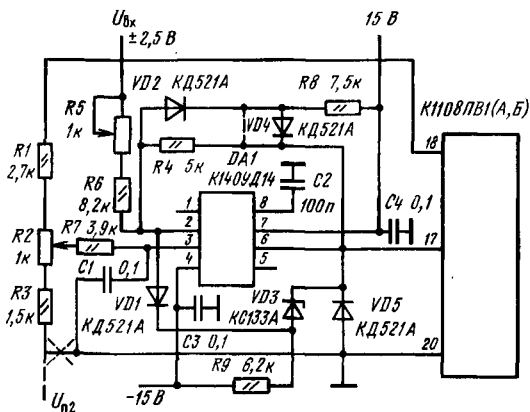 Uвх
±2,5 В
15 В
VD2
КД521А
R8 7,5к
К1108ПВ1(А,Б)
R5
1к
VD4
КД521А
18
R1
2,7к
R4 5к
DA1
К140УД14
C2
100п
R6
8,2к
C4 0,1
R2
1к
R7 3,9к
1
2
3
4
8
7
6
5
17
C1 0,1
R3
1,5к
VD1
КД521А
VD3
КС133А
VD5
КД521А
C3 0,1
20
Uп2
-15В
R9 6,2к